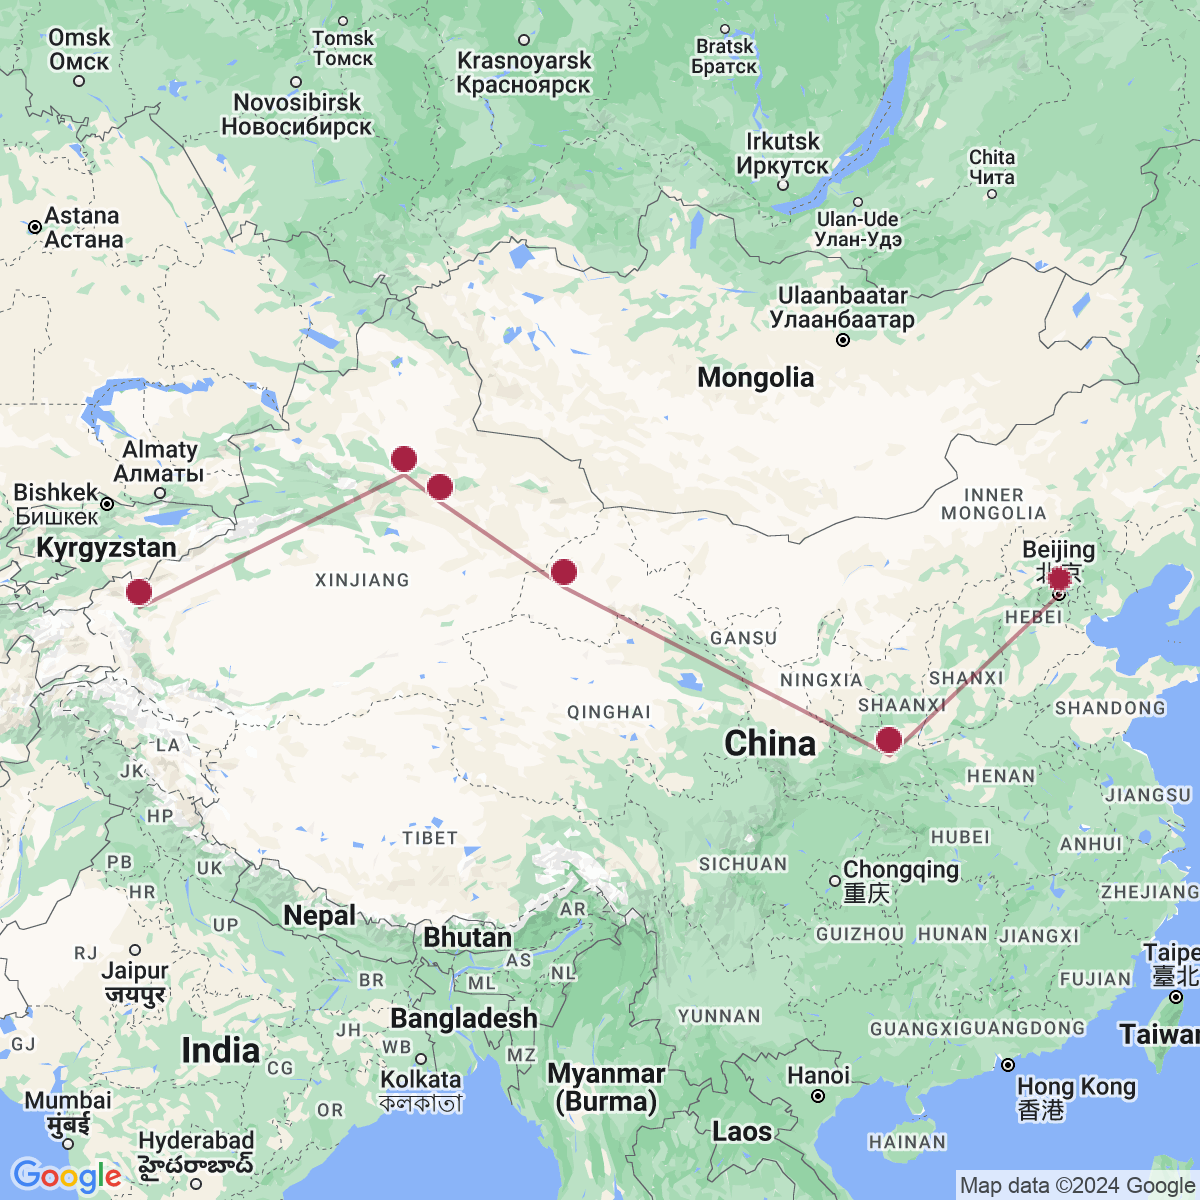 Omsk
Омск
Tomsk
Томск
Krasnoyarsk
Красноярск
Bratsk
Братск
Novosibirsk
Новосибирск
Irkutsk
Иркутск
Chita
Чита
Astana
Астана
Ulan-Ude
Улан-Удэ
Ulaanbaatar
Улаанбаатар
Mongolia
Almaty
Алматы
Bishkek
Бишкек
Kyrgyzstan
INNER
MONGOLIA
Beijing
北京
XINJIANG
HEBEI
GANSU
NINGXIA
SHANXI
SHAANXI
QINGHAI
SHANDONG
China
LA
JK
HENAN
JIANGSU
HP
TIBET
HUBEI
ANHUI
PB
UK
SICHUAN
Chongqing
重庆
HR
ZHEJIANG
Nepal
AR
UP
Bhutan
GUIZHOU
HUNAN
JIANGXI
RJ
Jaipur
जयपुर
AS
NL
Taipe
臺北
BR
ML
FUJIAN
Bangladesh
YUNNAN
GUANGXI
GUANGDONG
Taiwan
GJ
India
JH
WB
MZ
CG
Kolkata
কলকাতা
Myanmar
(Burma)
Hanoi
Hong Kong
香港
Mumbai
मुंबई
OR
Laos
Hyderabad
హైదరాబాద్
HAINAN
Google
Map data ©2024 Google